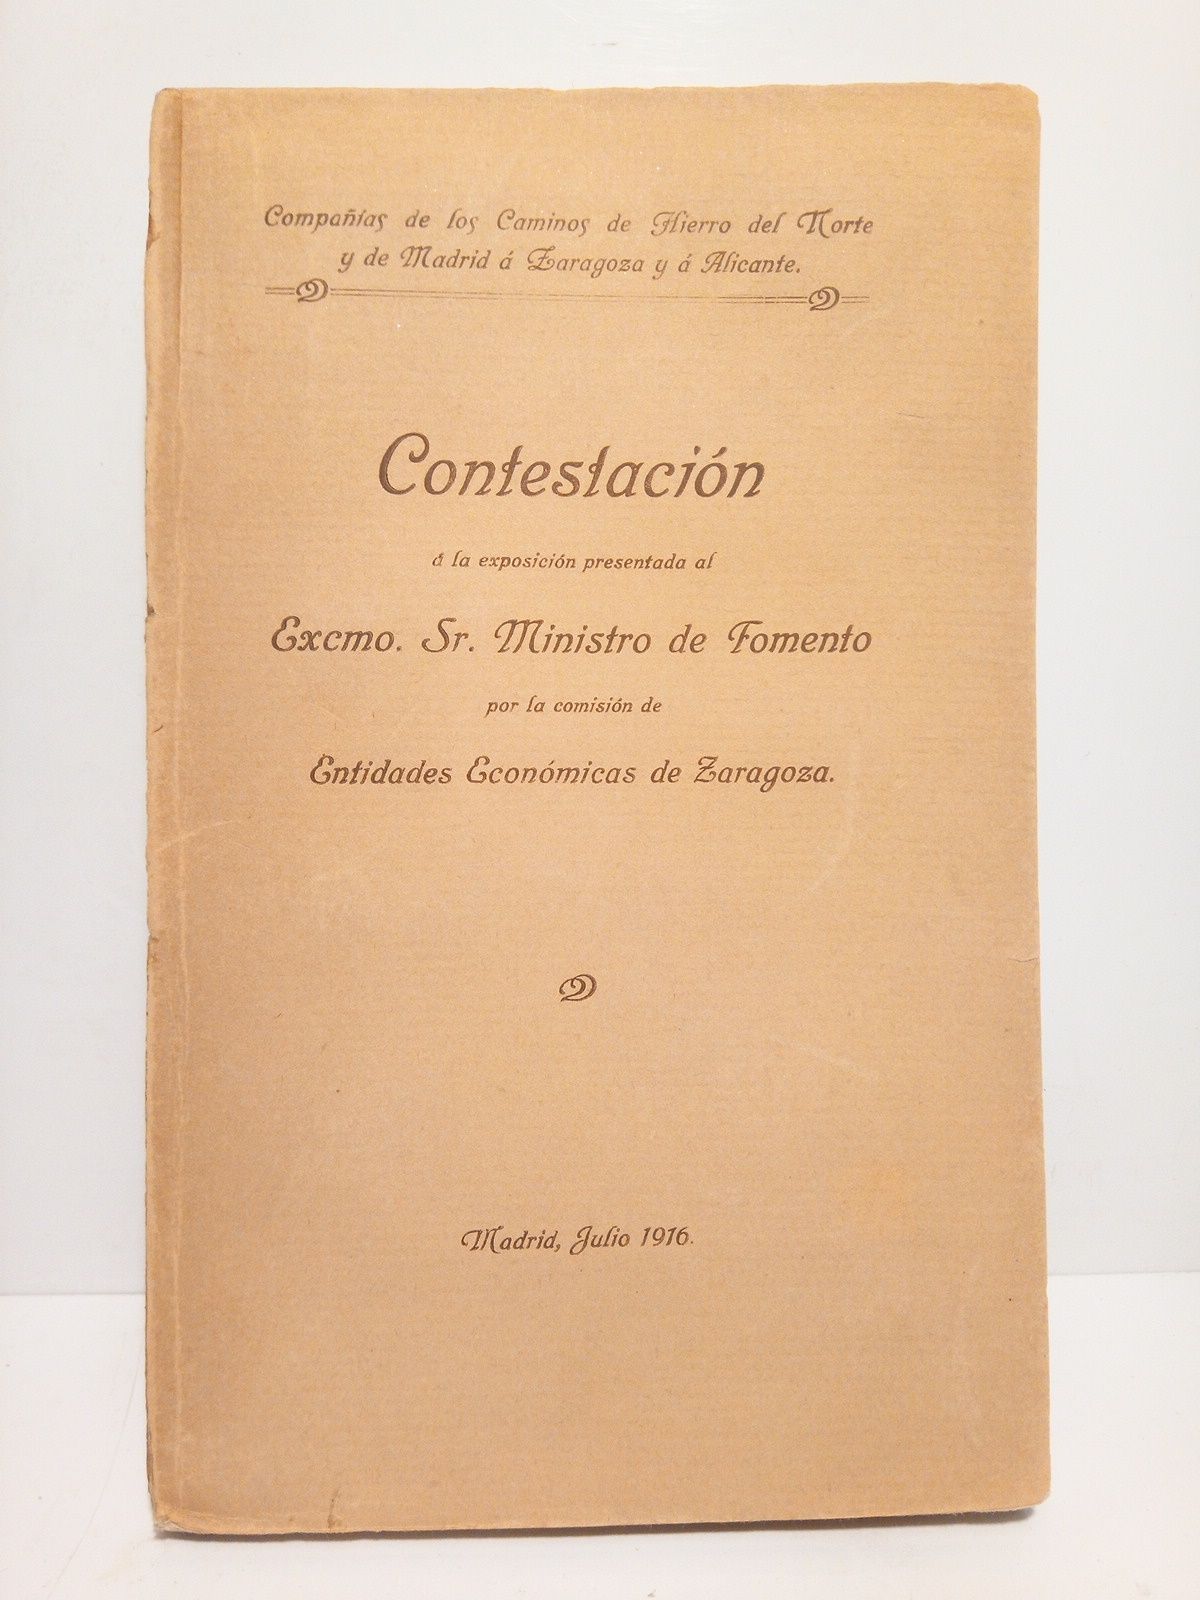 Compañías de los Caminos de Hierro del Norte
y de Madrid á Zaragoza y á Alicante.
Contestación
á la exposición presentada al
Excmo. Sr. Ministro de Fomento
por la comisión de
Entidades Económicas de Zaragoza.
Madrid, Julio 1916.